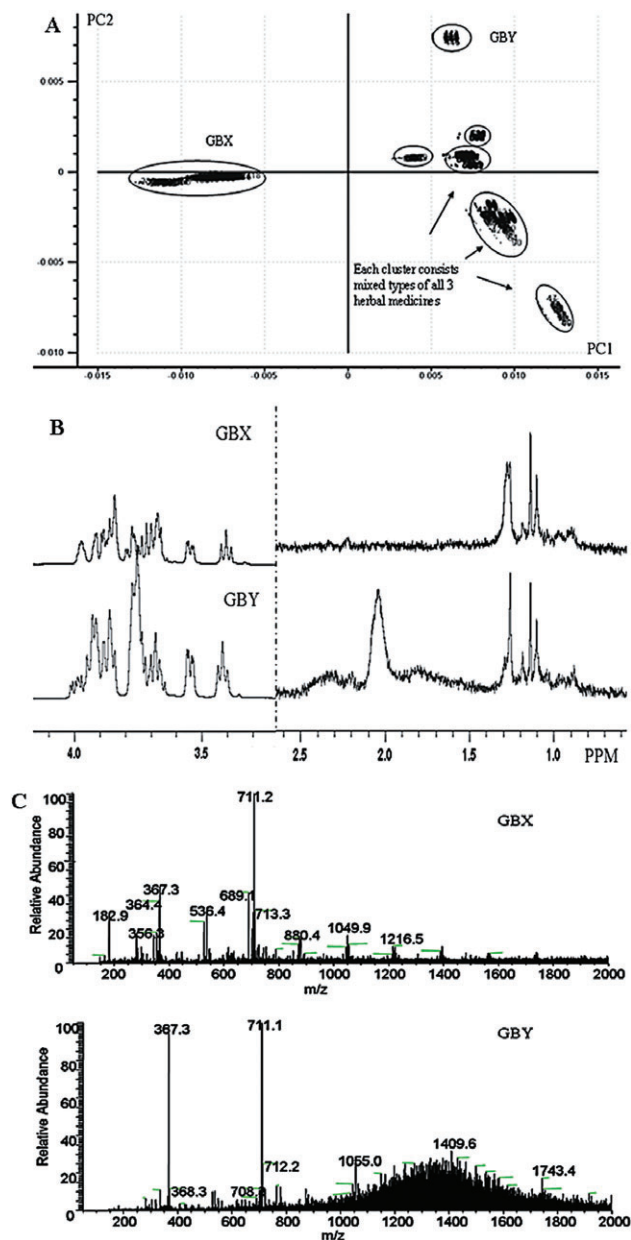 A
PC2
GBY
0.005
GBX
0
-0.005
Each cluster consists
mixed types of all 3
herbal medicines
-0.010
PC1
-0.015 -0.010 -0.005 0 0.005 0.010 0.015
B
GBX
GBY
4.0 3.5 2.5 2.0 1.5 1.0 PPM
C
GBX
Relative Abundance
100
80
60
40
20
0
711.2
367.3
364.4
182.9
356.3
536.4
689.1
713.3
880.4
1049.9
1216.5
200 400 600 800 1000 1200 1400 1600 1800 2000
m/z
GBY
Relative Abundance
100
80
60
40
20
0
367.3
711.1
368.3
712.2
1055.0
1409.6
1743.4
200 400 600 800 1000 1200 1400 1600 1800 2000
m/z